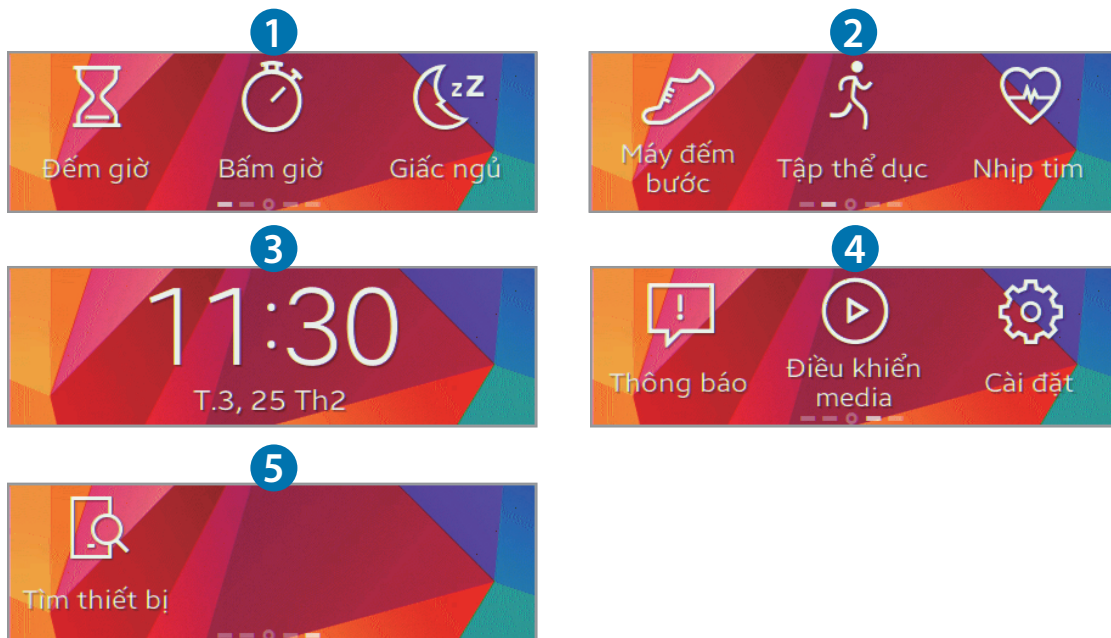 1
zZ
Đếm giờ
Bấm giờ
Giấc ngủ
2
Máy đếm
bước
Tập thể dục
Nhịp tim
3
11:30
T.3, 25 Th2
4
!
Thông báo
Điều khiển
media
Cài đặt
5
Tìm thiết bị